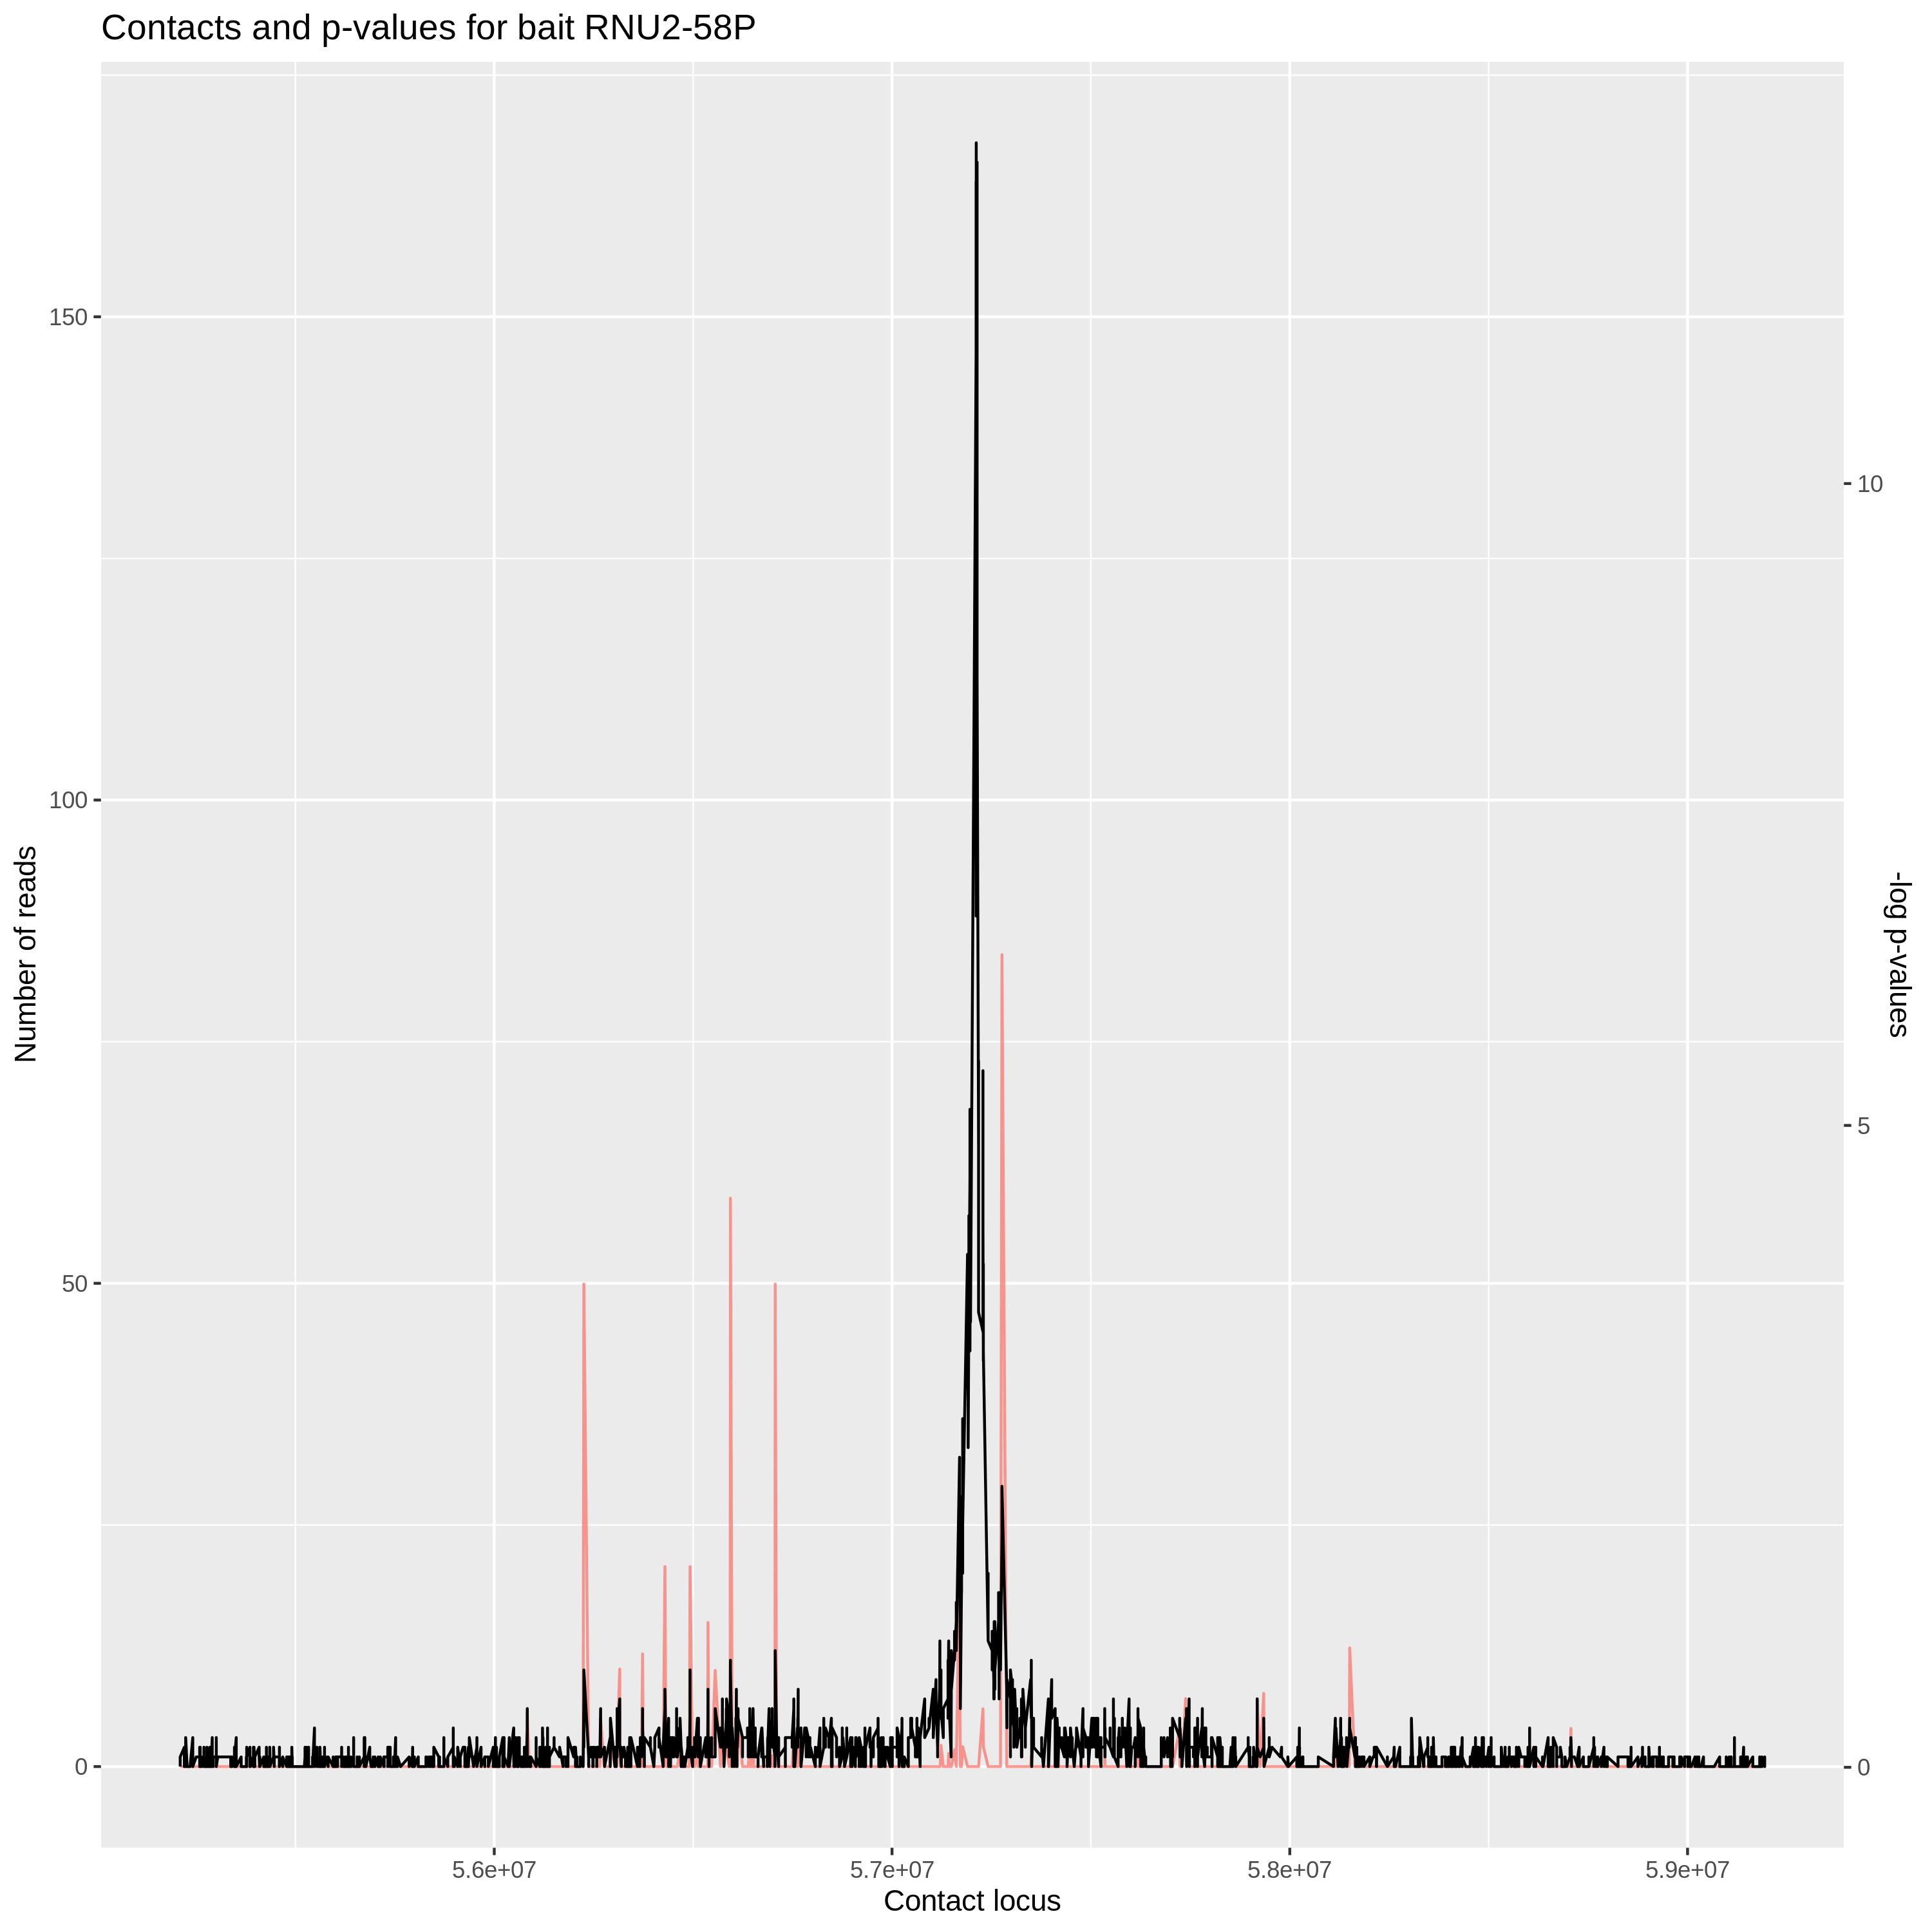 Contacts and p-values for bait RNU2-58P
150
100
50
0
10
5
0
Number of reads
-log p-values
5.6e+07
5.7e+07
5.8e+07
5.9e+07
Contact locus